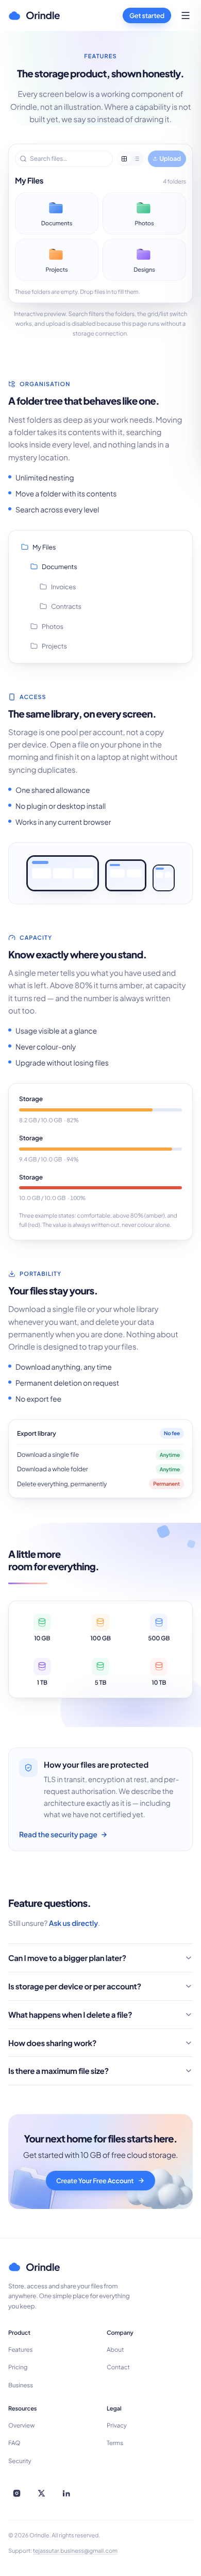 Orindle
Get started
FEATURES
The storage product, shown honestly.
Every screen below is a working component of
Orindle, not an illustration. Where a capability is not
built yet, we say so instead of drawing it.
Search files...
Upload
My Files
4 folders
Documents
Photos
Projects
Designs
These folders are empty. Drop files in to fill them.
Interactive preview. Search filters the folders, the grid/list switch
works, and upload is disabled because this page runs without a
storage connection.
ORGANISATION
A folder tree that behaves like one.
Nest folders as deep as your work needs. Moving
a folder takes its contents with it, searching
looks inside every level, and nothing lands in a
mystery location.
Unlimited nesting
Move a folder with its contents
Search across every level
My Files
Documents
Invoices
Contracts
Photos
Projects
ACCESS
The same library, on every screen.
Storage is one pool per account, not a copy
per device. Open a file on your phone in the
morning and finish it on a laptop at night without
syncing duplicates.
One shared allowance
No plugin or desktop install
Works in any current browser
CAPACITY
Know exactly where you stand.
A single meter tells you what you have used and
what is left. Above 80% it turns amber, at capacity
it turns red — and the number is always written
out too.
Usage visible at a glance
Never colour-only
Upgrade without losing files
Storage
8.2 GB / 10.0 GB · 82%
Storage
9.4 GB / 10.0 GB · 94%
Storage
10.0 GB / 10.0 GB · 100%
Three example states: comfortable, above 80% (amber), and
full (red). The value is always written out, never colour alone.
PORTABILITY
Your files stay yours.
Download a single file or your whole library
whenever you want, and delete your data
permanently when you are done. Nothing about
Orindle is designed to trap your files.
Download anything, any time
Permanent deletion on request
No export fee
Export library
No fee
Download a single file
Anytime
Download a whole folder
Anytime
Delete everything, permanently
Permanent
A little more
room for everything.
10 GB
100 GB
500 GB
1 TB
5 TB
10 TB
How your files are protected
TLS in transit, encryption at rest, and per-
request authorisation. We describe the
architecture exactly as it is — including
what we have not certified yet.
Read the security page →
Feature questions.
Still unsure? Ask us directly.
Can I move to a bigger plan later?
Is storage per device or per account?
What happens when I delete a file?
How does sharing work?
Is there a maximum file size?
Your next home for files starts here.
Get started with 10 GB of free cloud storage.
Create Your Free Account →
Orindle
Store, access and share your files from
anywhere. One simple place for everything
you keep.
Product
Company
Features
About
Pricing
Contact
Business
Resources
Legal
Overview
Privacy
FAQ
Terms
Security
© 2026 Orindle. All rights reserved.